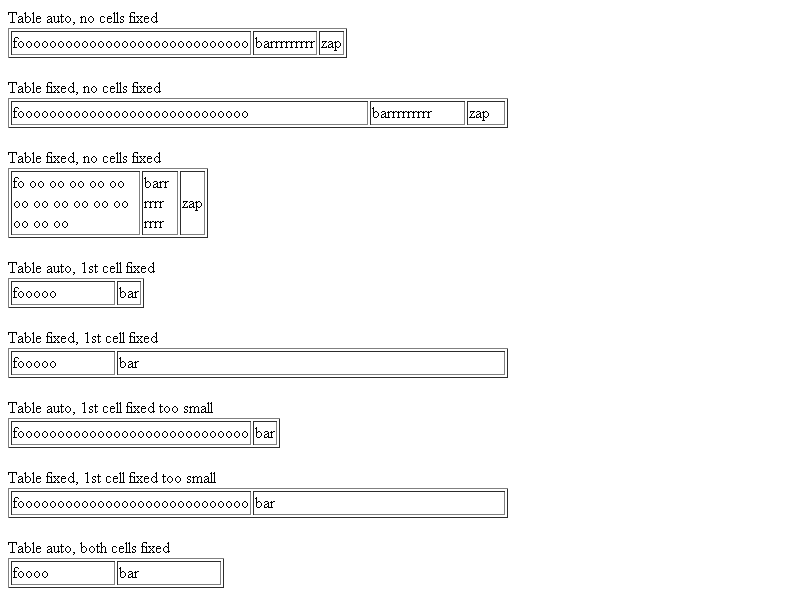 Table auto, no cells fixed
fooooooooooooooooooooooooooooo barrrrrrrrr zap
Table fixed, no cells fixed
fooooooooooooooooooooooooooooo barrrrrrrrr zap
Table fixed, no cells fixed
fo oo oo oo oo oo barr
oo oo oo oo oo oo rrrr zap
oo oo oo rrrr
Table auto, 1st cell fixed
fooooo bar
Table fixed, 1st cell fixed
fooooo bar
Table auto, 1st cell fixed too small
fooooooooooooooooooooooooooooo bar
Table fixed, 1st cell fixed too small
fooooooooooooooooooooooooooooo bar
Table auto, both cells fixed
foooo bar